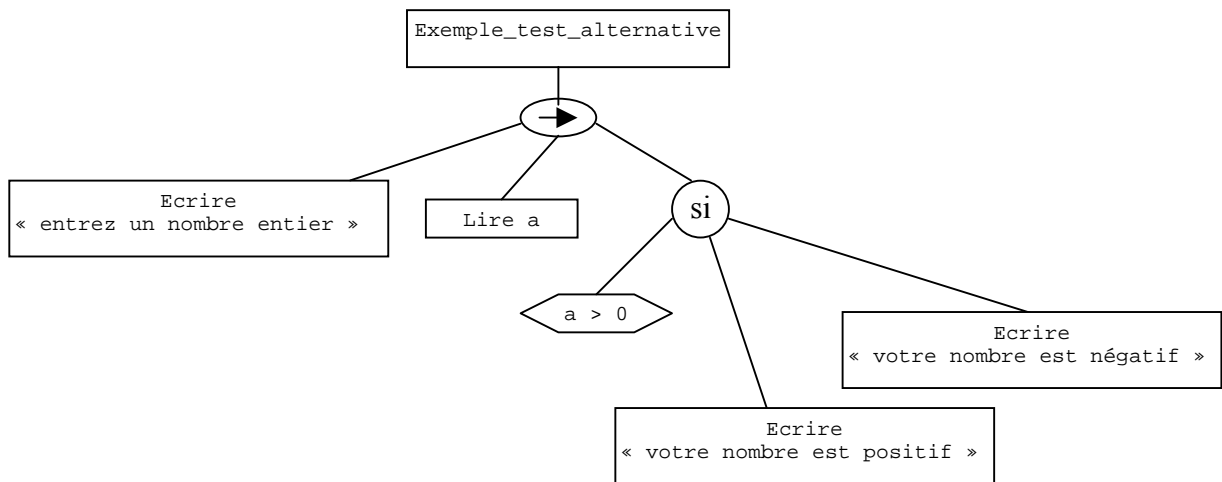 Exemple_test_alternative
Ecrire
« entrez un nombre entier »
Lire a
si
a > 0
Ecrire
« votre nombre est négatif »
Ecrire
« votre nombre est positif »